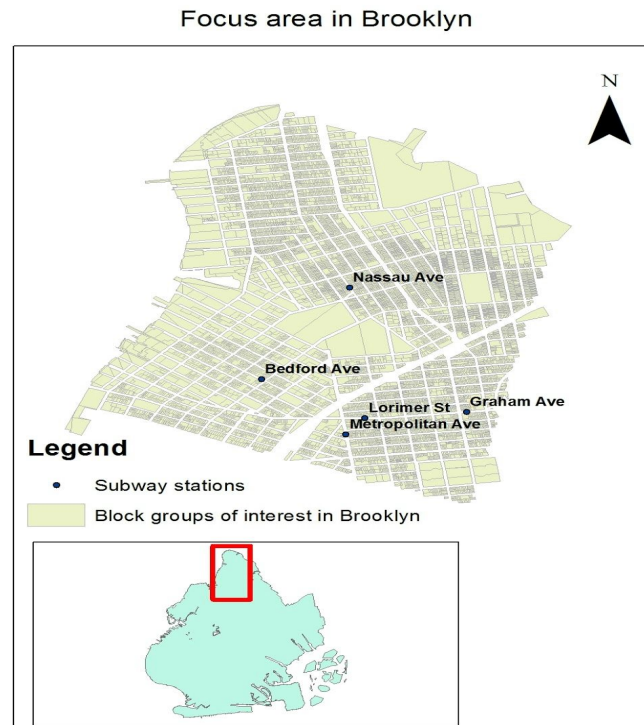 Focus area in Brooklyn
N
Nassau Ave
Bedford Ave
Lorimer St
Graham Ave
Metropolitan Ave
Legend
Subway stations
Block groups of interest in Brooklyn